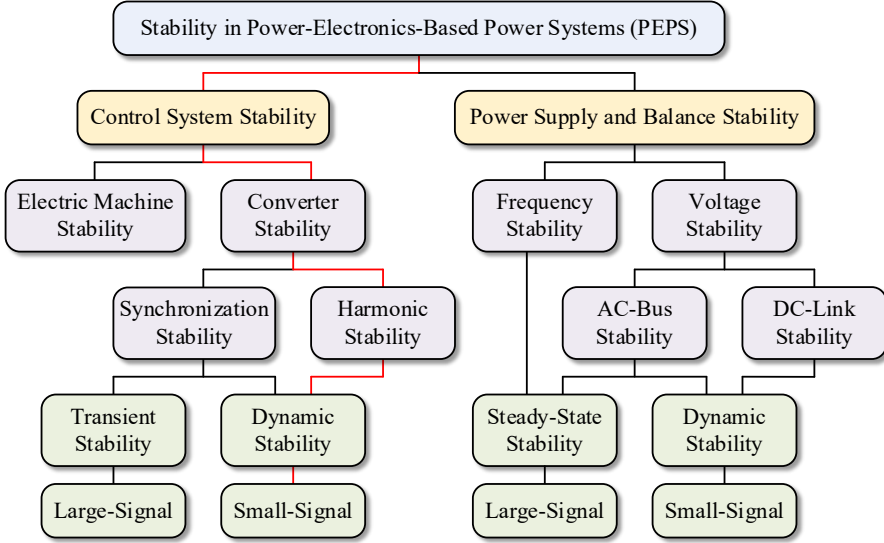 Stability in Power-Electronics-Based Power Systems (PEPS)
Control System Stability
Power Supply and Balance Stability
Electric Machine
Stability
Converter
Stability
Frequency
Stability
Voltage
Stability
Synchronization
Stability
Harmonic
Stability
AC-Bus
Stability
DC-Link
Stability
Transient
Stability
Dynamic
Stability
Steady-State
Stability
Dynamic
Stability
Large-Signal
Small-Signal
Large-Signal
Small-Signal